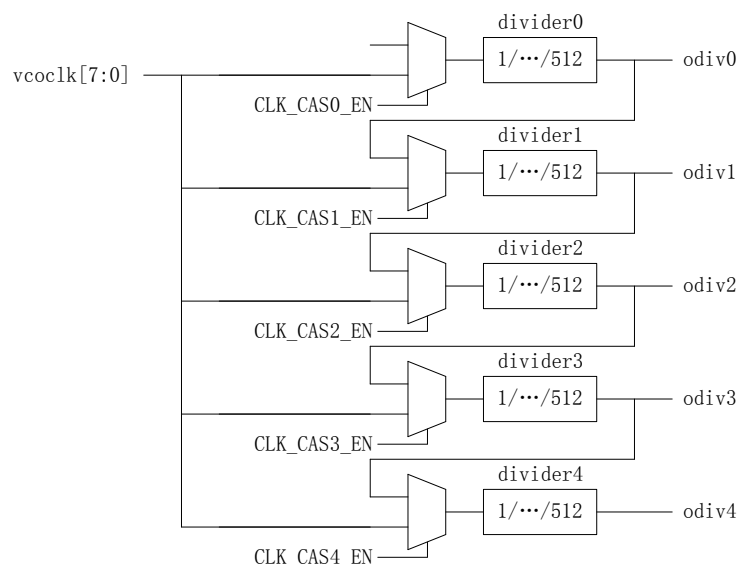 divider0
vcoclk[7:0]
1/···/512
odiv0
CLK_CAS0_EN
divider1
1/···/512
odiv1
CLK_CAS1_EN
divider2
1/···/512
odiv2
CLK_CAS2_EN
divider3
1/···/512
odiv3
CLK_CAS3_EN
divider4
1/···/512
odiv4
CLK_CAS4_EN